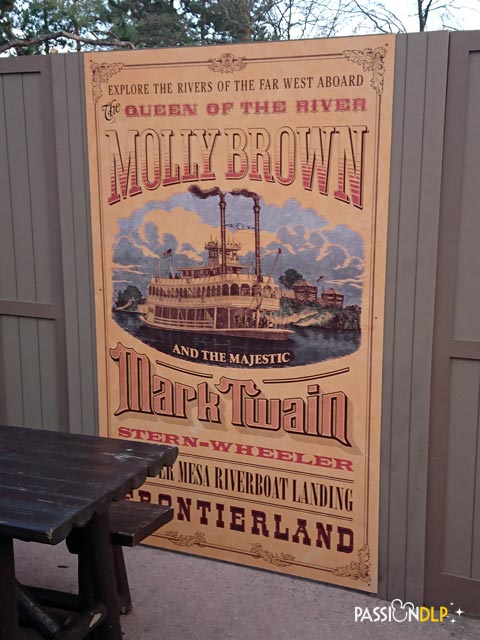 EXPLORE THE RIVERS OF THE FAR WEST ABOARD
The QUEEN OF THE RIVER
MOLLY BROWN
AND THE MAJESTIC
Mark Twain
STERN-WHEELER
MESA RIVERBOAT LANDING
FRONTIERLAND
PASSIONDLP